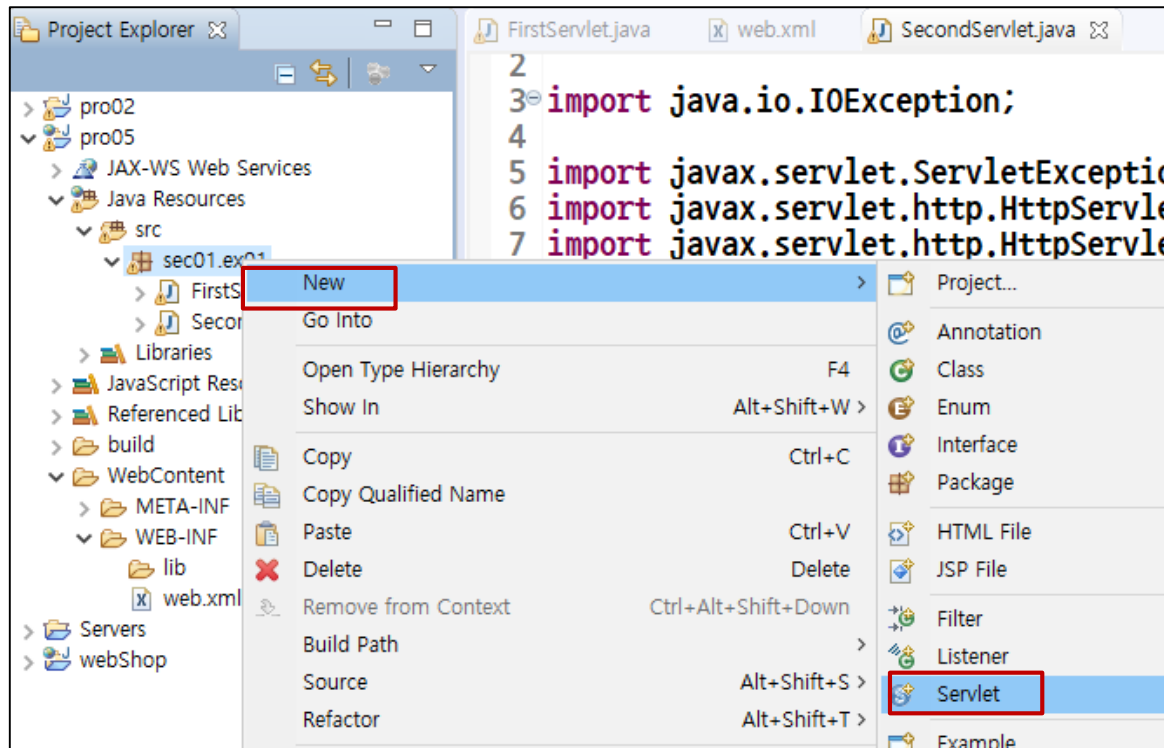 Project Explorer
FirstServlet.java
web.xml
SecondServlet.java
2
3 import java.io.IOException;
4
5 import javax.servlet.ServletExceptio
6 import javax.servlet.http.HttpServle
7 import javax.servlet.http.HttpServle
pro02
pro05
JAX-WS Web Services
Java Resources
src
sec01.ex01
FirstS
Secon
Libraries
JavaScript Reso
Referenced Lib
build
WebContent
META-INF
WEB-INF
lib
web.xml
Servers
webShop
New
Go Into
Open Type Hierarchy F4
Show In Alt+Shift+W >
Copy Ctrl+C
Copy Qualified Name
Paste Ctrl+V
Delete Delete
Remove from Context Ctrl+Alt+Shift+Down
Build Path
Source Alt+Shift+S >
Refactor Alt+Shift+T >
Project...
Annotation
Class
Enum
Interface
Package
HTML File
JSP File
Filter
Listener
Servlet
Example